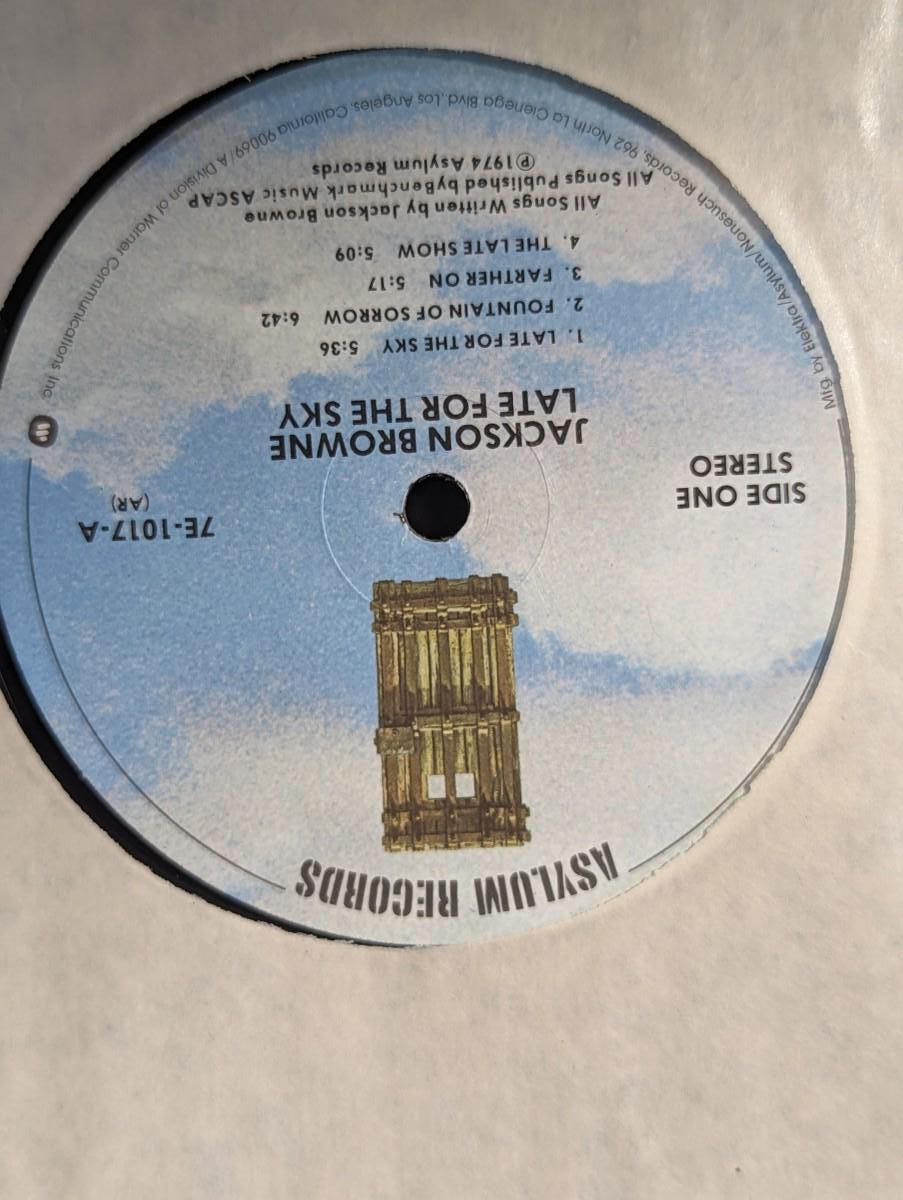 ASYLUM RECORDS
SIDE ONE
STEREO
7E-1017-A
(AR)
JACKSON BROWNE
LATE FOR THE SKY
1. LATE FOR THE SKY 5:36
2. FOUNTAIN OF SORROW 6:42
3. FARTHER ON 5:17
4. THE LATE SHOW 5:09
All Songs Written by Jackson Browne
All Songs Published by Benchmark Music ASCAP
℗ 1974 Asylum Records
Mfg by Elektra/Asylum/Nonesuch Records, 962 North La Cienega Blvd., Los Angeles, California 90069/A Division of Warner Communications Inc